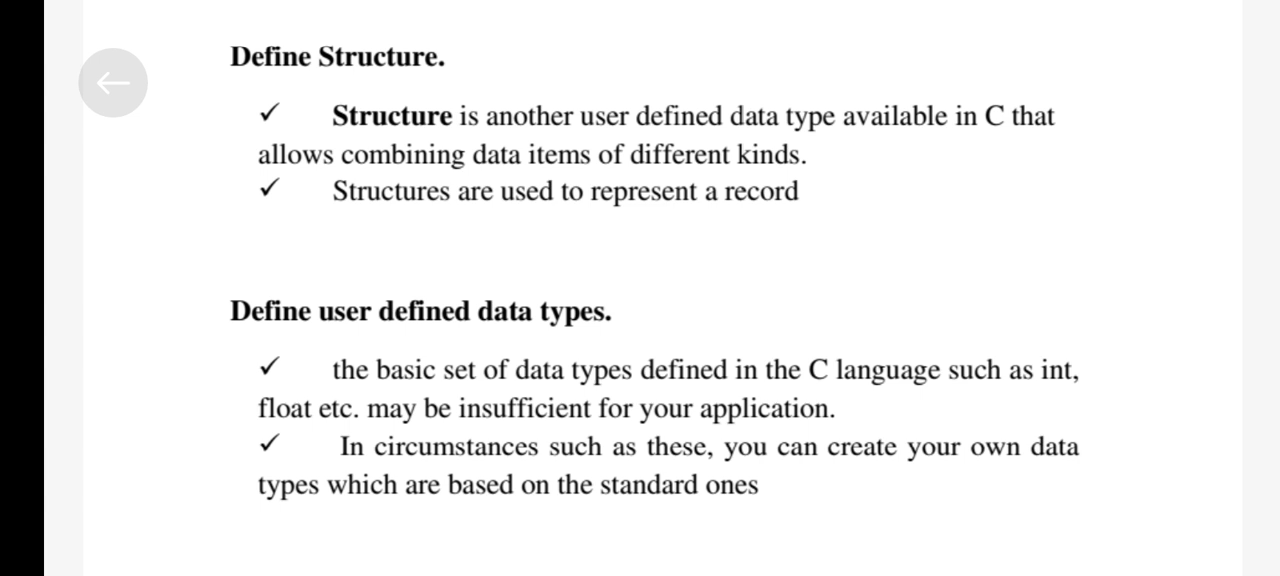 Define Structure.
✓ Structure is another user defined data type available in C that
allows combining data items of different kinds.
✓ Structures are used to represent a record
Define user defined data types.
✓ the basic set of data types defined in the C language such as int,
float etc. may be insufficient for your application.
✓ In circumstances such as these, you can create your own data
types which are based on the standard ones